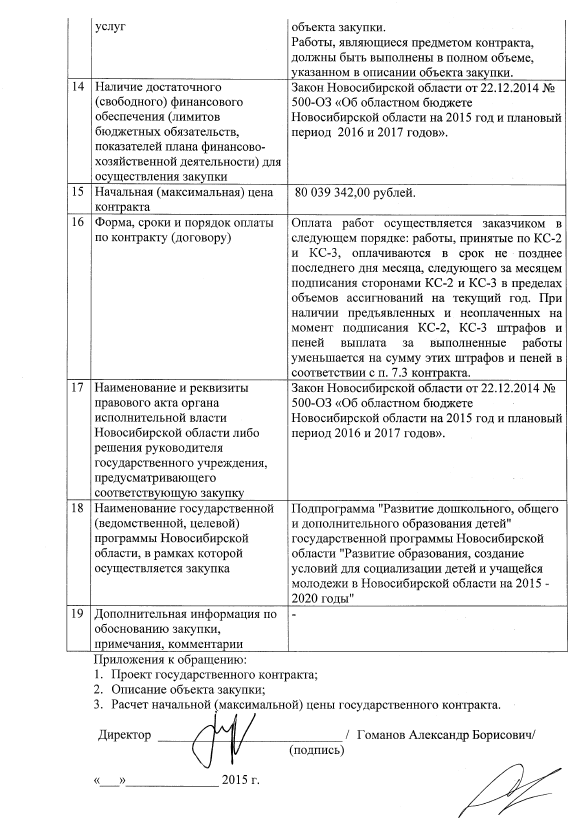 услуг
объекта закупки.
Работы, являющиеся предметом контракта,
должны быть выполнены в полном объеме,
указанном в описании объекта закупки.
14
Наличие достаточного
(свободного) финансового
обеспечения (лимитов
бюджетных обязательств,
показателей плана финансово-
хозяйственной деятельности) для
осуществления закупки
Закон Новосибирской области от 22.12.2014 №
500-ОЗ «Об областном бюджете
Новосибирской области на 2015 год и плановый
период 2016 и 2017 годов».
15
Начальная (максимальная) цена
контракта
80 039 342,00 рублей.
16
Форма, сроки и порядок оплаты
по контракту (договору)
Оплата работ осуществляется заказчиком в
следующем порядке: работы, принятые по КС-2
и КС-3, оплачиваются в срок не позднее
последнего дня месяца, следующего за месяцем
подписания сторонами КС-2 и КС-3 в пределах
объемов ассигнований на текущий год. При
наличии предъявленных и неоплаченных на
момент подписания КС-2, КС-3 штрафов и
пеней выплата за выполненные работы
уменьшается на сумму этих штрафов и пеней в
соответствии с п. 7.3 контракта.
17
Наименование и реквизиты
правового акта органа
исполнительной власти
Новосибирской области либо
решения руководителя
государственного учреждения,
предусматривающего
соответствующую закупку
Закон Новосибирской области от 22.12.2014 №
500-ОЗ «Об областном бюджете
Новосибирской области на 2015 год и плановый
период 2016 и 2017 годов».
18
Наименование государственной
(ведомственной, целевой)
программы Новосибирской
области, в рамках которой
осуществляется закупка
Подпрограмма "Развитие дошкольного, общего
и дополнительного образования детей"
государственной программы Новосибирской
области "Развитие образования, создание
условий для социализации детей и учащейся
молодежи в Новосибирской области на 2015 -
2020 годы"
19
Дополнительная информация по
обоснованию закупки,
примечания, комментарии
-
Приложения к обращению:
1. Проект государственного контракта;
2. Описание объекта закупки;
3. Расчет начальной (максимальной) цены государственного контракта.
Директор ____________________________ / Гоманов Александр Борисович/
(подпись)
«___»_______________ 2015 г.